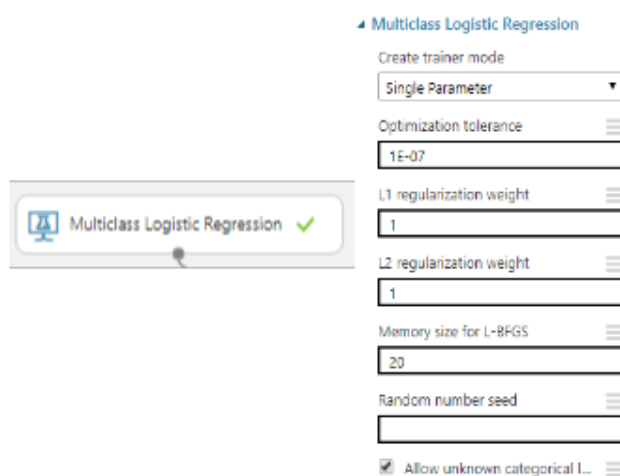 Multiclass Logistic Regression
Multiclass Logistic Regression
Create trainer mode
Single Parameter
Optimization tolerance
1E-07
L1 regularization weight
1
L2 regularization weight
1
Memory size for L-BFGS
20
Random number seed
Allow unknown categorical l...